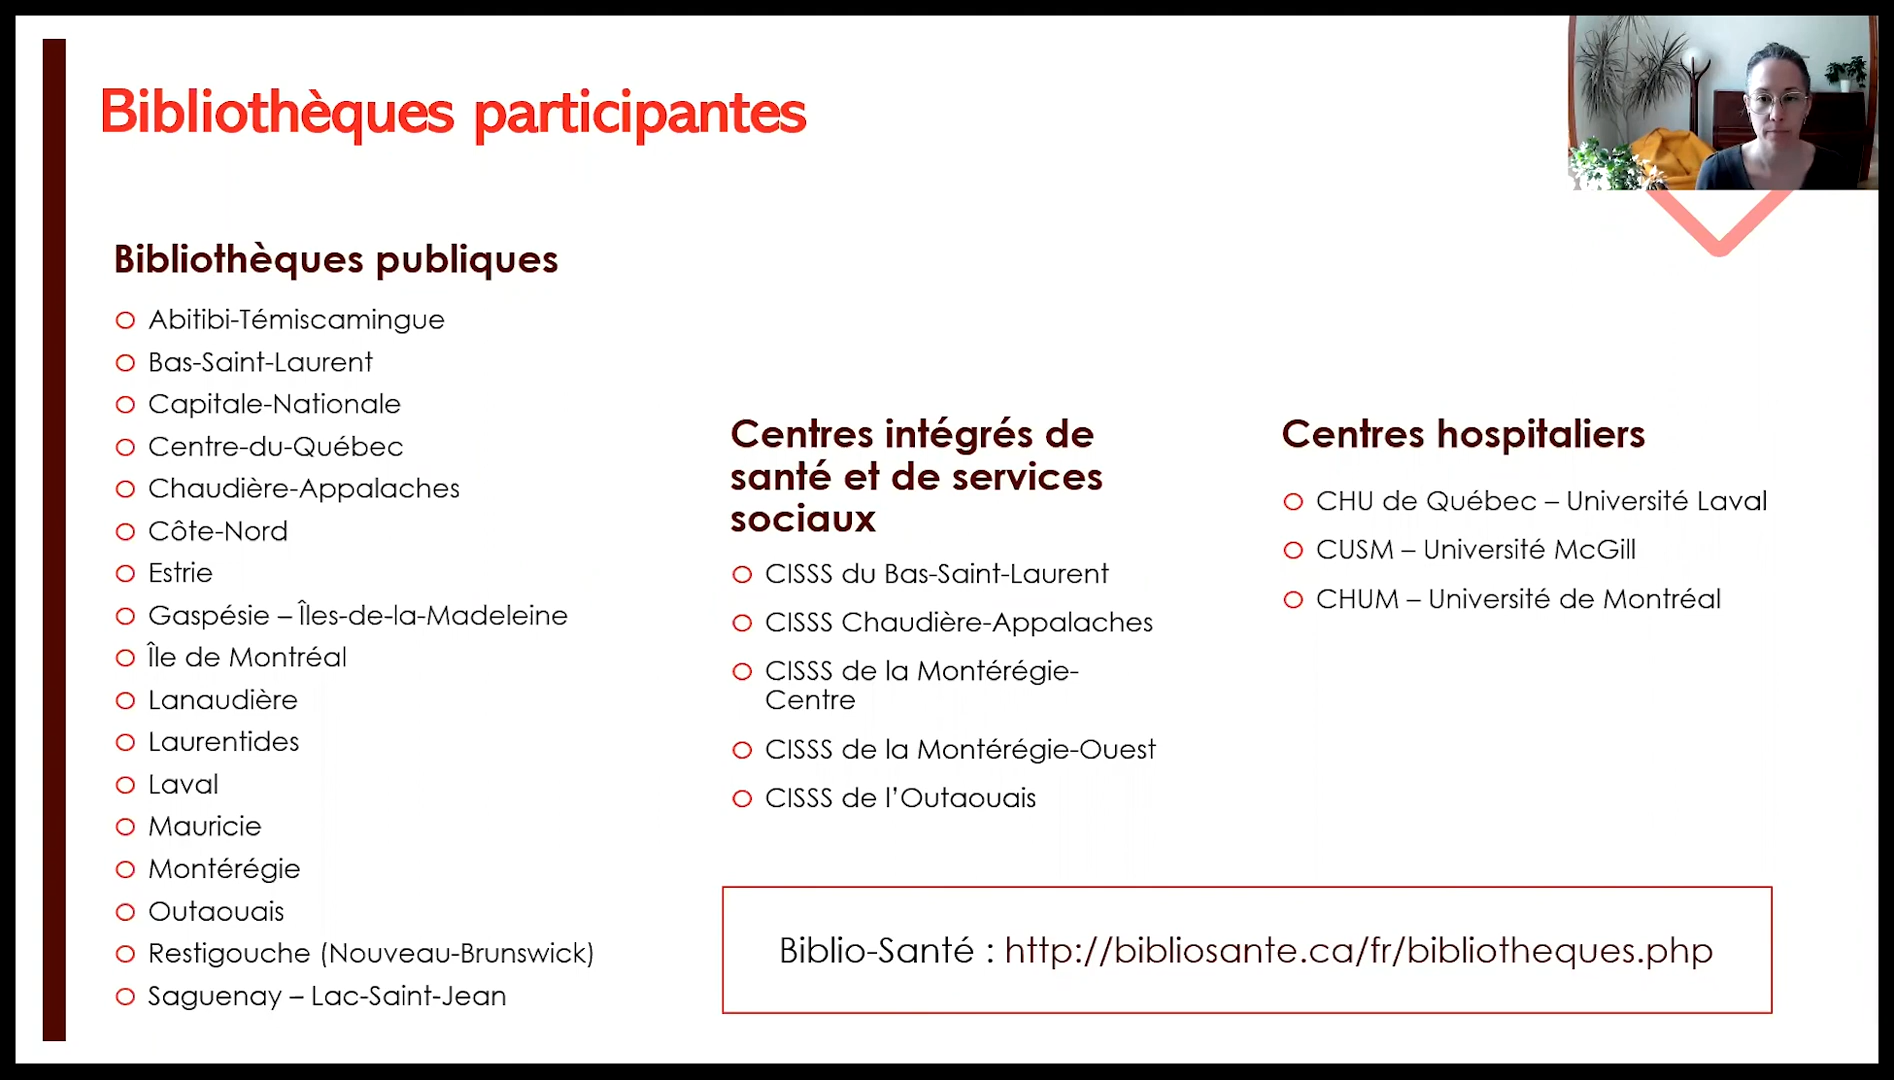 Bibliothèques participantes
Bibliothèques publiques
Abitibi-Témiscamingue
Bas-Saint-Laurent
Capitale-Nationale
Centre-du-Québec
Chaudière-Appalaches
Côte-Nord
Estrie
Gaspésie – Îles-de-la-Madeleine
Île de Montréal
Lanaudière
Laurentides
Laval
Mauricie
Montérégie
Outaouais
Restigouche (Nouveau-Brunswick)
Saguenay – Lac-Saint-Jean
Centres intégrés de
santé et de services
sociaux
CISSS du Bas-Saint-Laurent
CISSS Chaudière-Appalaches
CISSS de la Montérégie-
Centre
CISSS de la Montérégie-Ouest
CISSS de l’Outaouais
Centres hospitaliers
CHU de Québec – Université Laval
CUSM – Université McGill
CHUM – Université de Montréal
Biblio-Santé : http://bibliosante.ca/fr/bibliotheques.php